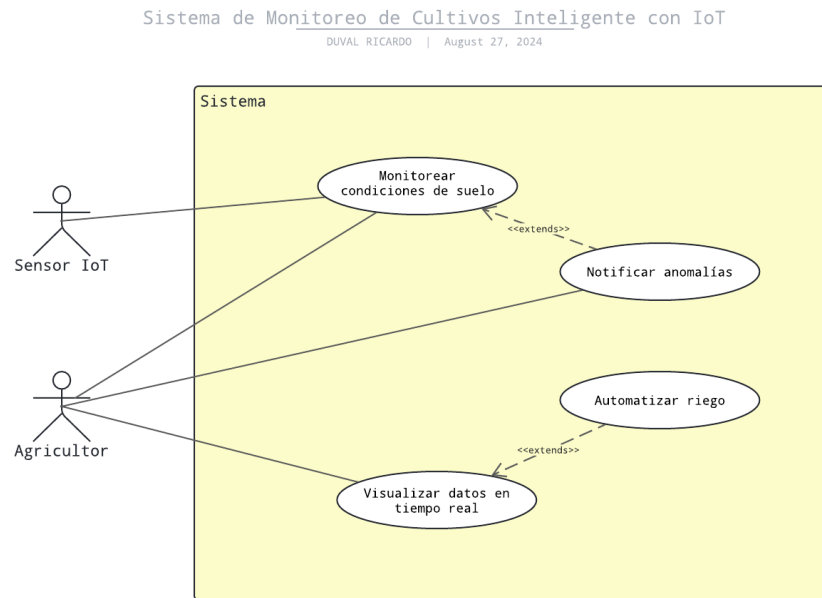 Sistema de Monitoreo de Cultivos Inteligente con IoT
DUVAL RICARDO | August 27, 2024
Sistema
Monitorear
condiciones de suelo
<<extends>>
Sensor IoT
Notificar anomalías
Automatizar riego
Agricultor
<<extends>>
Visualizar datos en
tiempo real